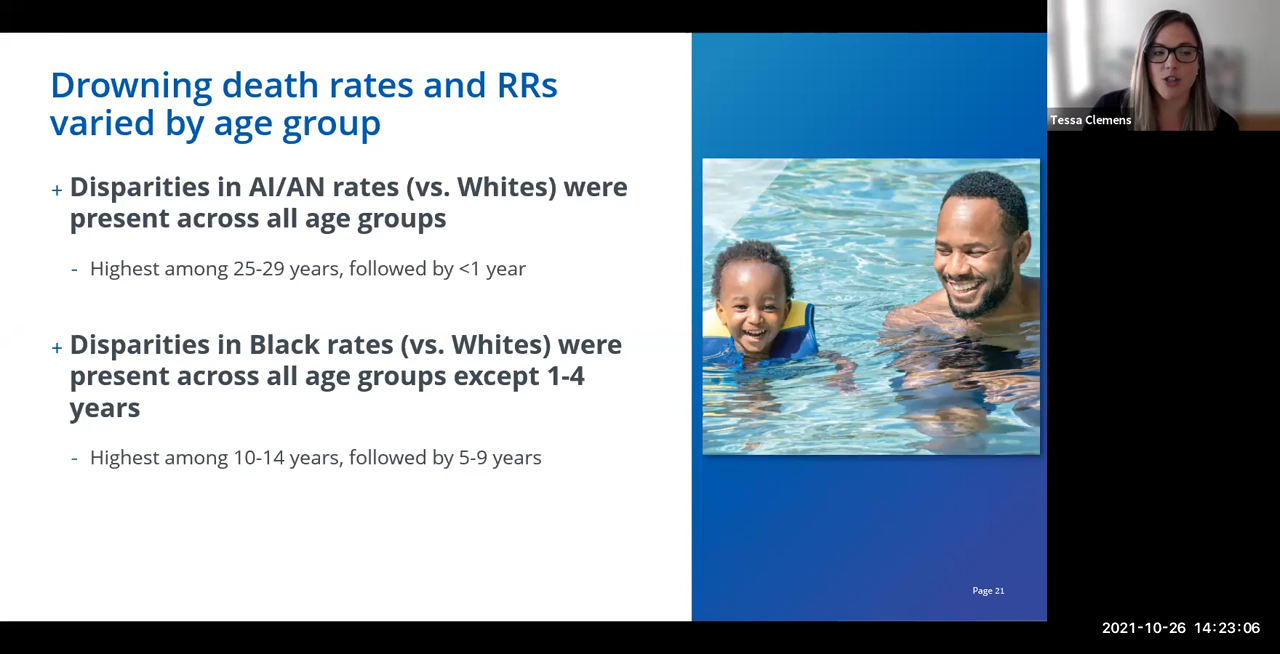 Drowning death rates and RRs
varied by age group
+ Disparities in AI/AN rates (vs. Whites) were
present across all age groups
- Highest among 25-29 years, followed by <1 year
+ Disparities in Black rates (vs. Whites) were
present across all age groups except 1-4
years
- Highest among 10-14 years, followed by 5-9 years
Page 21
Tessa Clemens
2021-10-26 14:23:06